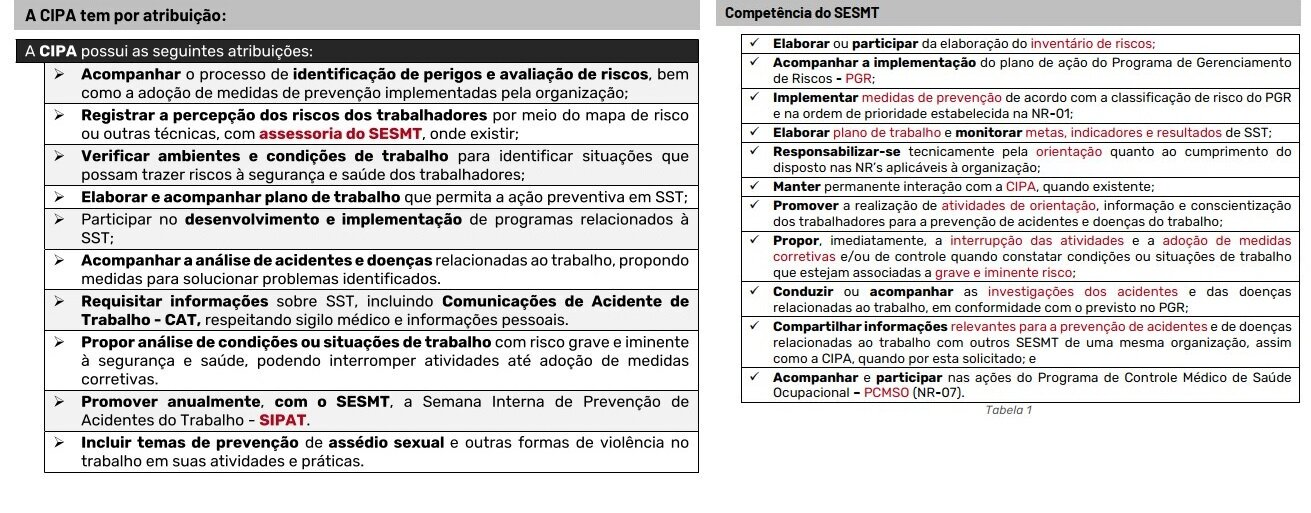 A CIPA tem por atribuição:
A CIPA possui as seguintes atribuições:
➢ Acompanhar o processo de identificação de perigos e avaliação de riscos, bem
como a adoção de medidas de prevenção implementadas pela organização;
➢ Registrar a percepção dos riscos dos trabalhadores por meio do mapa de risco
ou outras técnicas, com assessoria do SESMT, onde existir;
➢ Verificar ambientes e condições de trabalho para identificar situações que
possam trazer riscos à segurança e saúde dos trabalhadores;
➢ Elaborar e acompanhar plano de trabalho que permita a ação preventiva em SST;
➢ Participar no desenvolvimento e implementação de programas relacionados à
SST;
➢ Acompanhar a análise de acidentes e doenças relacionadas ao trabalho, propondo
medidas para solucionar problemas identificados.
➢ Requisitar informações sobre SST, incluindo Comunicações de Acidente de
Trabalho - CAT, respeitando sigilo médico e informações pessoais.
➢ Propor análise de condições ou situações de trabalho com risco grave e iminente
à segurança e saúde, podendo interromper atividades até adoção de medidas
corretivas.
➢ Promover anualmente, com o SESMT, a Semana Interna de Prevenção de
Acidentes do Trabalho - SIPAT.
➢ Incluir temas de prevenção de assédio sexual e outras formas de violência no
trabalho em suas atividades e práticas.
Competência do SESMT
✓ Elaborar ou participar da elaboração do inventário de riscos;
✓ Acompanhar a implementação do plano de ação do Programa de Gerenciamento
de Riscos - PGR;
✓ Implementar medidas de prevenção de acordo com a classificação de risco do PGR
e na ordem de prioridade estabelecida na NR-01;
✓ Elaborar plano de trabalho e monitorar metas, indicadores e resultados de SST;
✓ Responsabilizar-se tecnicamente pela orientação quanto ao cumprimento do
disposto nas NR's aplicáveis à organização;
✓ Manter permanente interação com a CIPA, quando existente;
✓ Promover a realização de atividades de orientação, informação e conscientização
dos trabalhadores para a prevenção de acidentes e doenças do trabalho;
✓ Propor, imediatamente, a interrupção das atividades e a adoção de medidas
corretivas e/ou de controle quando constatar condições ou situações de trabalho
que estejam associadas a grave e iminente risco;
✓ Conduzir ou acompanhar as investigações dos acidentes e das doenças
relacionadas ao trabalho, em conformidade com o previsto no PGR;
✓ Compartilhar informações relevantes para a prevenção de acidentes e de doenças
relacionadas ao trabalho com outros SESMT de uma mesma organização, assim
como a CIPA, quando por esta solicitado; e
✓ Acompanhar e participar nas ações do Programa de Controle Médico de Saúde
Ocupacional – PCMSO (NR-07).
Tabela 1